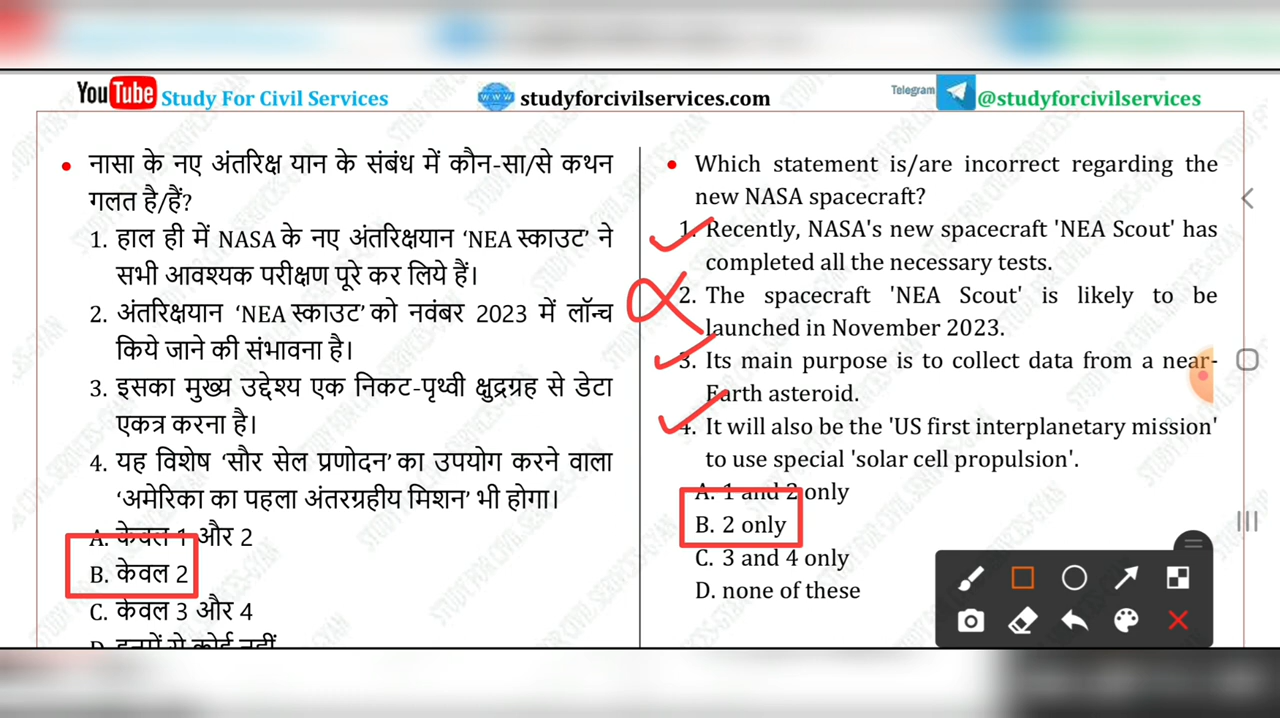 YouTube Study For Civil Services
www studyforcivilservices.com
Telegram @studyforcivilservices
• नासा के नए अंतरिक्ष यान के संबंध में कौन-सा/से कथन
गलत है/हैं?
1. हाल ही में NASA के नए अंतरिक्षयान ‘NEA स्काउट’ ने
सभी आवश्यक परीक्षण पूरे कर लिये हैं।
2. अंतरिक्षयान ‘NEA स्काउट’ को नवंबर 2023 में लॉन्च
किये जाने की संभावना है।
3. इसका मुख्य उद्देश्य एक निकट-पृथ्वी क्षुद्रग्रह से डेटा
एकत्र करना है।
4. यह विशेष ‘सौर सेल प्रणोदन’ का उपयोग करने वाला
‘अमेरिका का पहला अंतरग्रहीय मिशन’ भी होगा।
A. केवल 1 और 2
B. केवल 2
C. केवल 3 और 4
D. इनमें से कोई नहीं
• Which statement is/are incorrect regarding the
new NASA spacecraft?
1. Recently, NASA's new spacecraft 'NEA Scout' has
completed all the necessary tests.
2. The spacecraft 'NEA Scout' is likely to be
launched in November 2023.
3. Its main purpose is to collect data from a near-
Earth asteroid.
4. It will also be the 'US first interplanetary mission'
to use special 'solar cell propulsion'.
A. 1 and 2 only
B. 2 only
C. 3 and 4 only
D. none of these